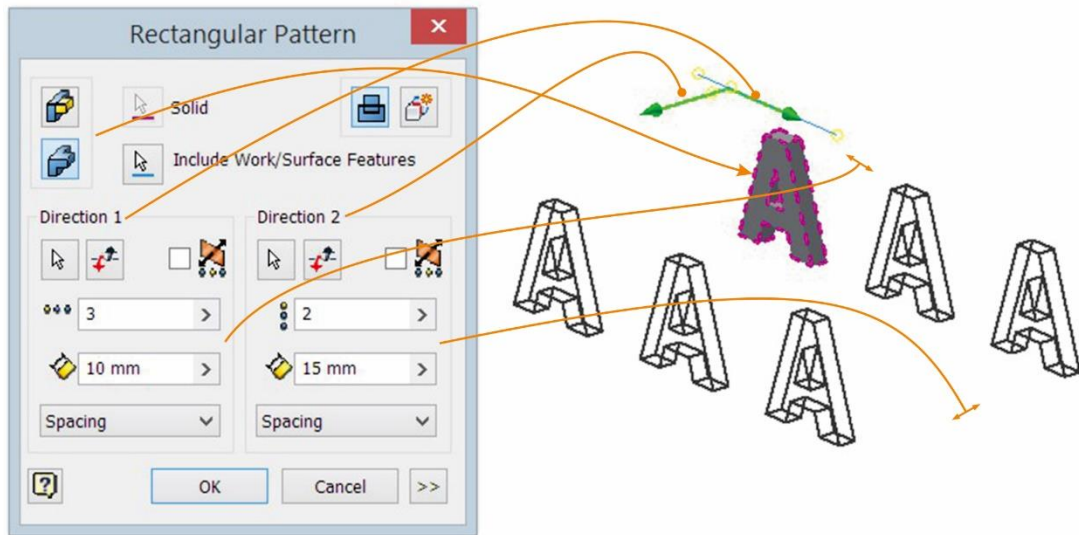 Rectangular Pattern
Solid
Include Work/Surface Features
Direction 1
Direction 2
3
2
10 mm
15 mm
Spacing
Spacing
OK
Cancel
>>
A
A
A
A
A
A